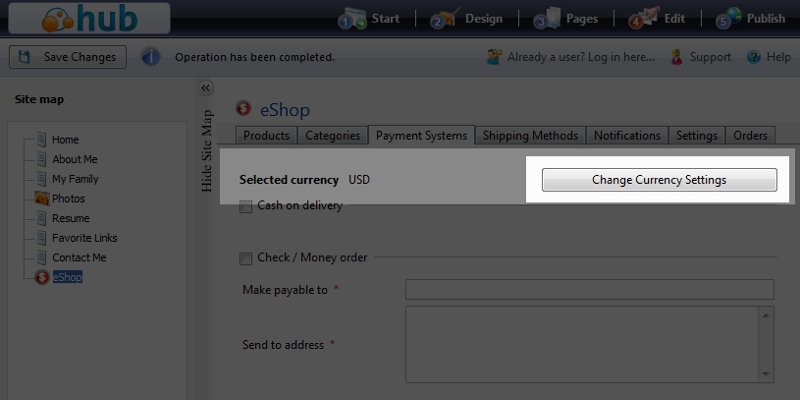 hub
1 Start 2 Design 3 Pages 4 Edit 5 Publish
Save Changes Operation has been completed. Already a user? Log in here... Support Help
Site map
Hide Site Map
Home
About Me
My Family
Photos
Resume
Favorite Links
Contact Me
eShop
eShop
Products Categories Payment Systems Shipping Methods Notifications Settings Orders
Selected currency USD Change Currency Settings
Cash on delivery
Check / Money order
Make payable to *
Send to address *